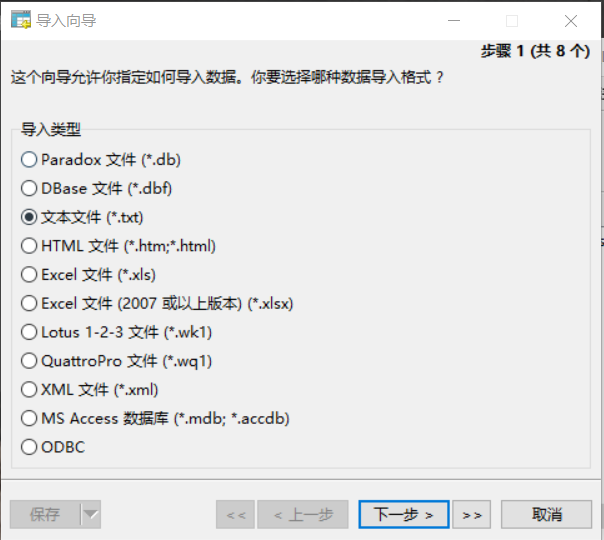 导入向导
步骤 1 (共 8 个)
这个向导允许你指定如何导入数据。你要选择哪种数据导入格式？
导入类型
Paradox 文件 (*.db)
DBase 文件 (*.dbf)
文本文件 (*.txt)
HTML 文件 (*.htm;*.html)
Excel 文件 (*.xls)
Excel 文件 (2007 或以上版本) (*.xlsx)
Lotus 1-2-3 文件 (*.wk1)
QuattroPro 文件 (*.wq1)
XML 文件 (*.xml)
MS Access 数据库 (*.mdb; *.accdb)
ODBC
保存 << < 上一步 下一步 > >> 取消